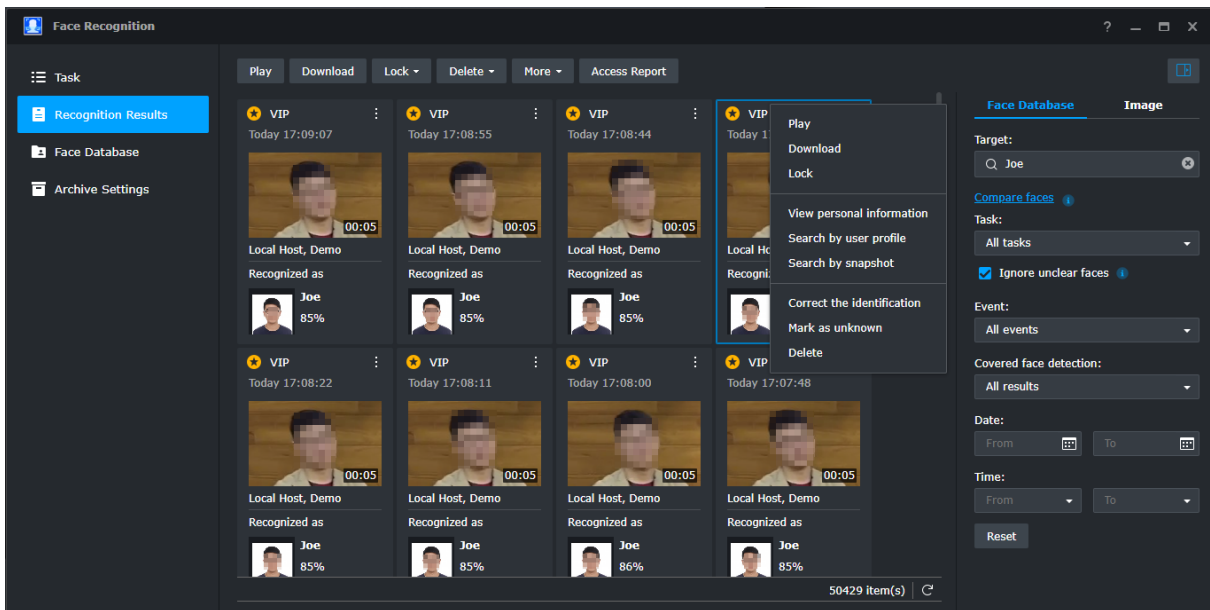 Face Recognition
?
Task
Recognition Results
Face Database
Archive Settings
Play Download Lock Delete More Access Report
VIP
Today 17:09:07
00:05
Local Host, Demo
Recognized as
Joe
85%
VIP
Today 17:08:55
00:05
Local Host, Demo
Recognized as
Joe
85%
VIP
Today 17:08:44
00:05
Local Host, Demo
Recognized as
Joe
85%
VIP
Play
Download
Lock
View personal information
Search by user profile
Search by snapshot
Correct the identification
Mark as unknown
Delete
VIP
Today 17:08:22
00:05
Local Host, Demo
Recognized as
Joe
85%
VIP
Today 17:08:11
00:05
Local Host, Demo
Recognized as
Joe
85%
VIP
Today 17:08:00
00:05
Local Host, Demo
Recognized as
Joe
86%
VIP
Today 17:07:48
00:05
Local Host, Demo
Recognized as
Joe
85%
50429 item(s)
Face Database Image
Target:
Joe
Compare faces
Task:
All tasks
Ignore unclear faces
Event:
All events
Covered face detection:
All results
Date:
From To
Time:
From To
Reset